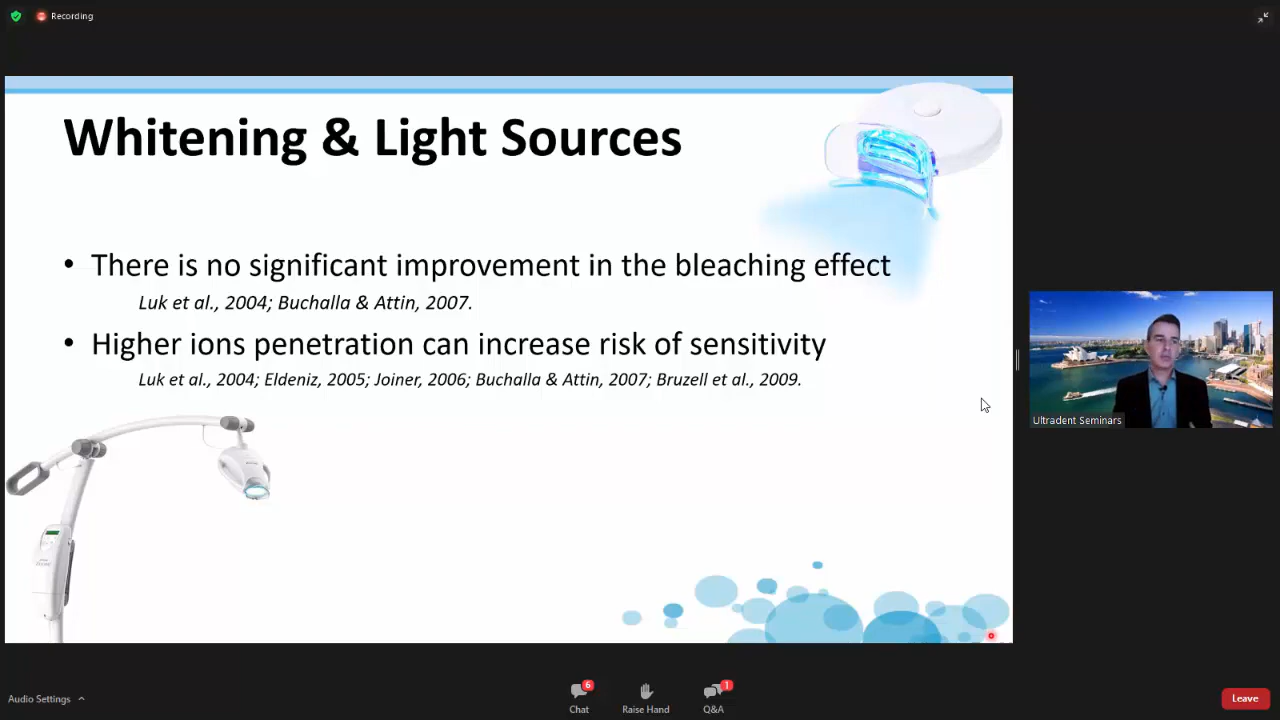 Recording
Whitening & Light Sources
• There is no significant improvement in the bleaching effect
Luk et al., 2004; Buchalla & Attin, 2007.
• Higher ions penetration can increase risk of sensitivity
Luk et al., 2004; Eldeniz, 2005; Joiner, 2006; Buchalla & Attin, 2007; Bruzell et al., 2009.
Ultradent Seminars
Audio Settings
6
Chat
Raise Hand
1
Q&A
Leave